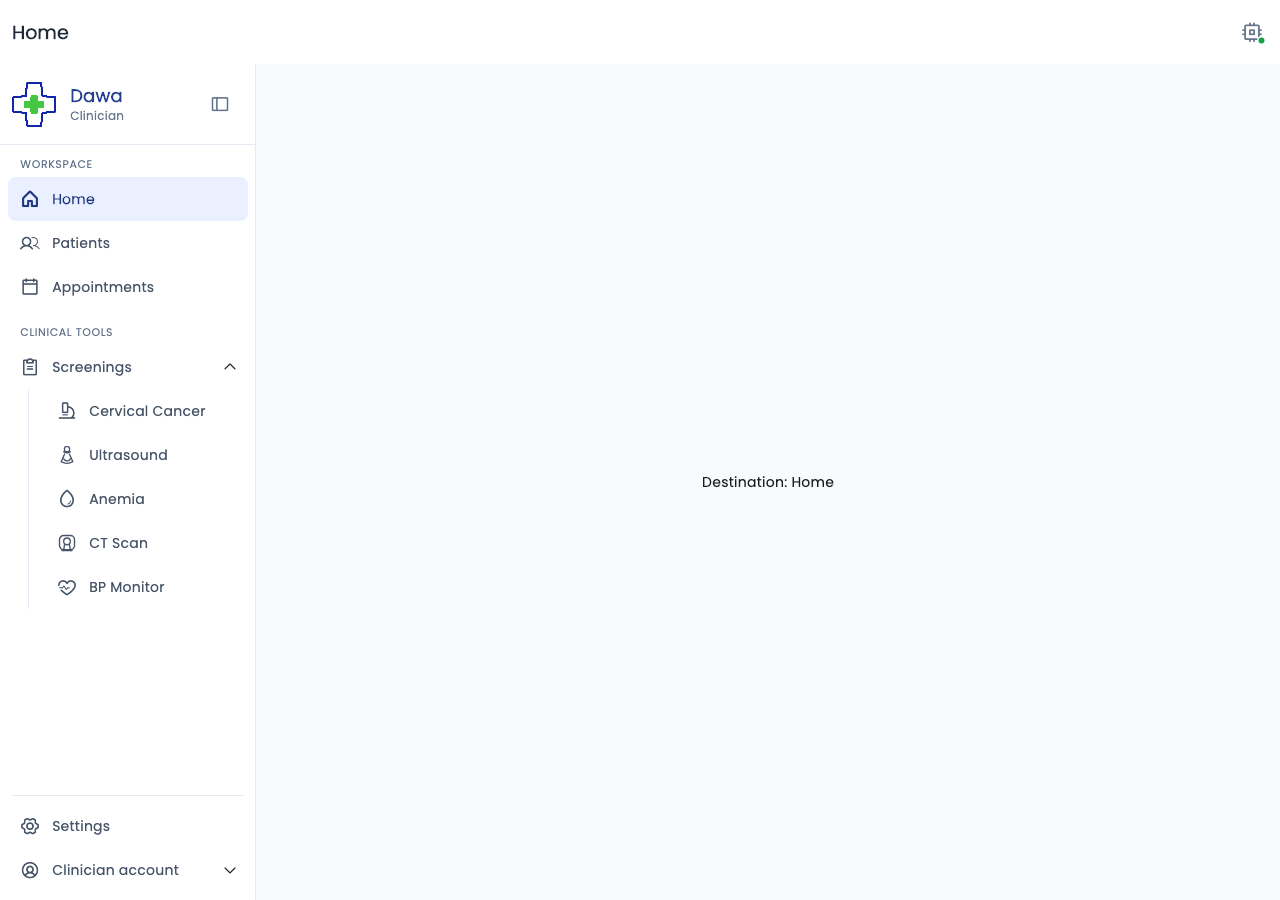 Home
Dawa
Clinician
WORKSPACE
Home
Patients
Appointments
CLINICAL TOOLS
Screenings
Cervical Cancer
Ultrasound
Anemia
CT Scan
BP Monitor
Settings
Clinician account
Destination: Home